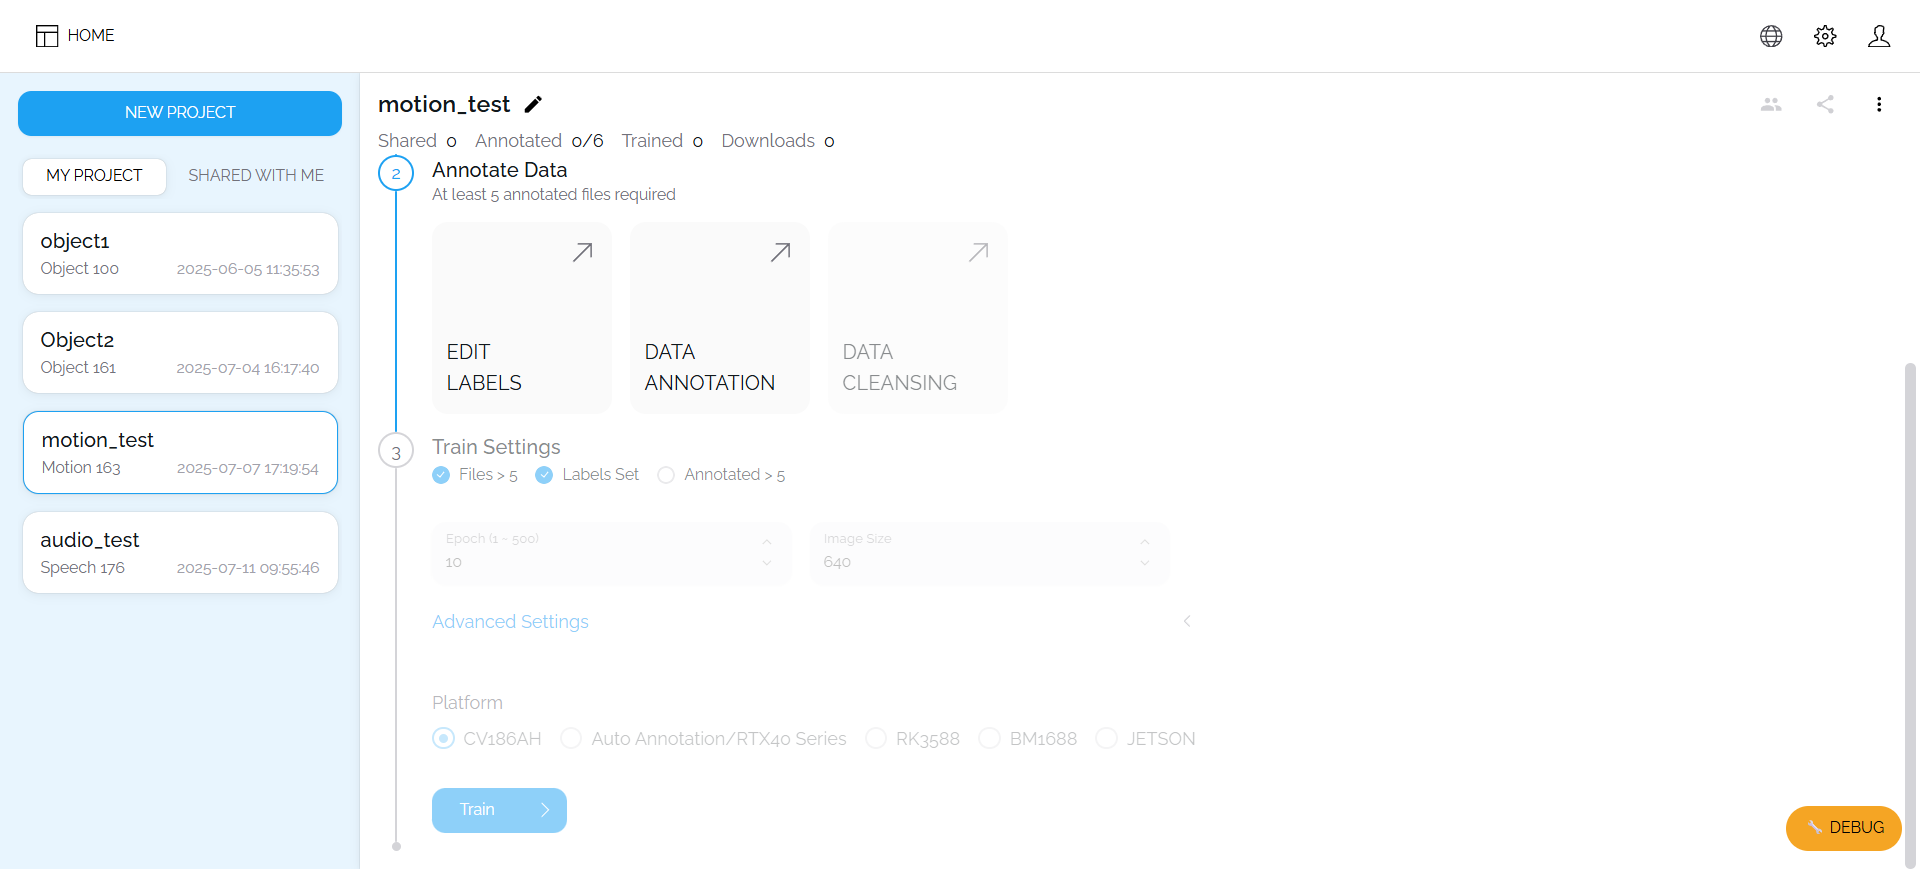 HOME
NEW PROJECT
MY PROJECT SHARED WITH ME
object1
Object 100 2025-06-05 11:35:53
Object2
Object 161 2025-07-04 16:17:40
motion_test
Motion 163 2025-07-07 17:19:54
audio_test
Speech 176 2025-07-11 09:55:46
motion_test
Shared 0 Annotated 0/6 Trained 0 Downloads 0
2 Annotate Data
At least 5 annotated files required
EDIT
LABELS
DATA
ANNOTATION
DATA
CLEANSING
3 Train Settings
Files > 5 Labels Set Annotated > 5
Epoch (1 ~ 500)
10
Image Size
640
Advanced Settings
Platform
CV186AH Auto Annotation/RTX40 Series RK3588 BM1688 JETSON
Train
DEBUG